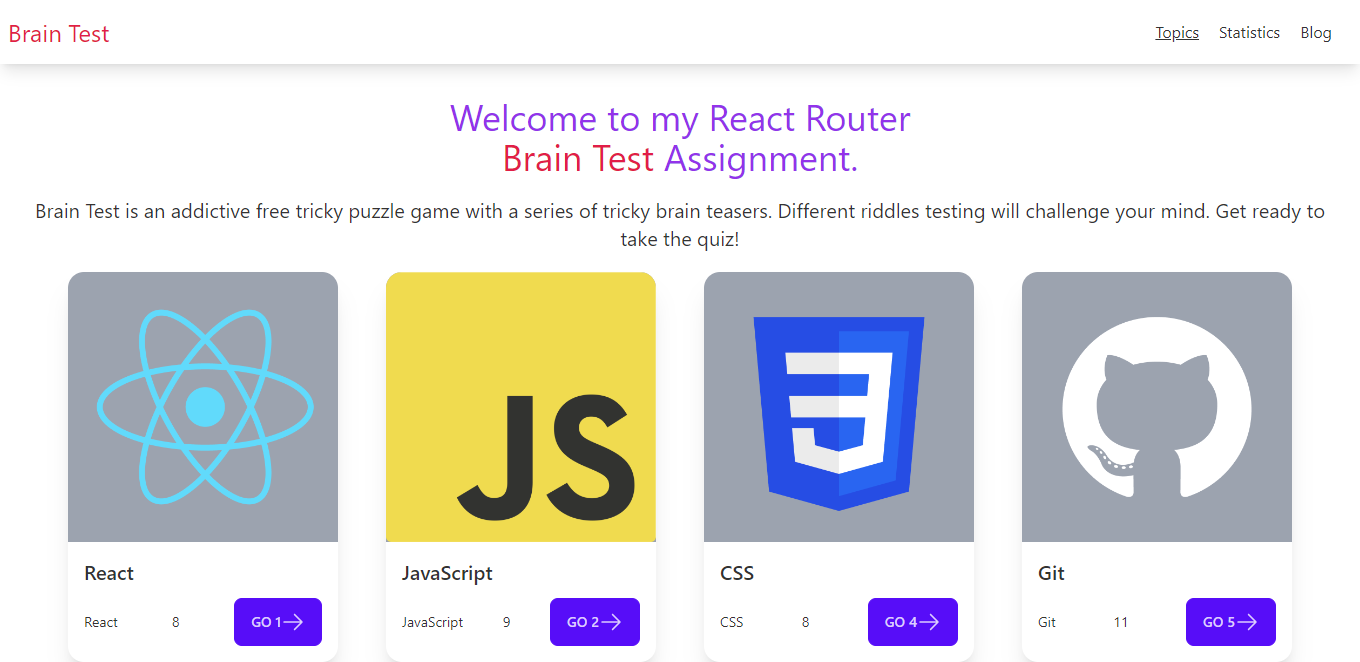 Brain Test
Topics Statistics Blog
Welcome to my React Router
Brain Test Assignment.
Brain Test is an addictive free tricky puzzle game with a series of tricky brain teasers. Different riddles testing will challenge your mind. Get ready to
take the quiz!
JS
React
React 8 GO 1
JavaScript
JavaScript 9 GO 2
CSS
CSS 8 GO 4
Git
Git 11 GO 5